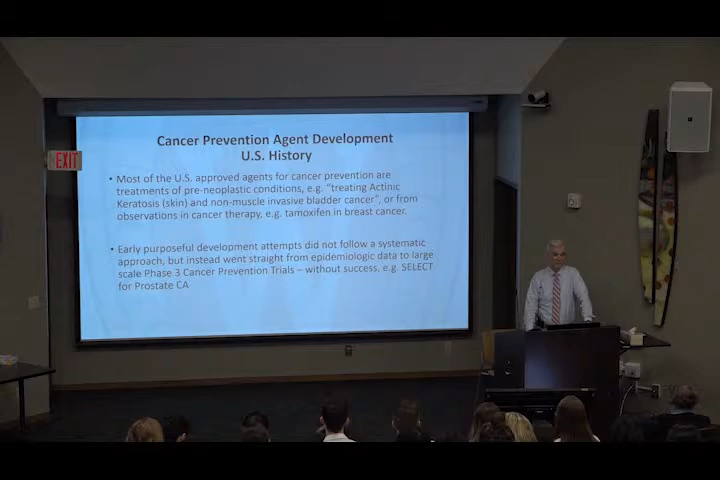 Cancer Prevention Agent Development
U.S. History
• Most of the U.S. approved agents for cancer prevention are
treatments of pre-neoplastic conditions, e.g. "treating Actinic
Keratosis (skin) and non-muscle invasive bladder cancer", or from
observations in cancer therapy, e.g. tamoxifen in breast cancer.
• Early purposeful development attempts did not follow a systematic
approach, but instead went straight from epidemiologic data to large
scale Phase 3 Cancer Prevention Trials – without success, e.g. SELECT
for Prostate CA
EXIT